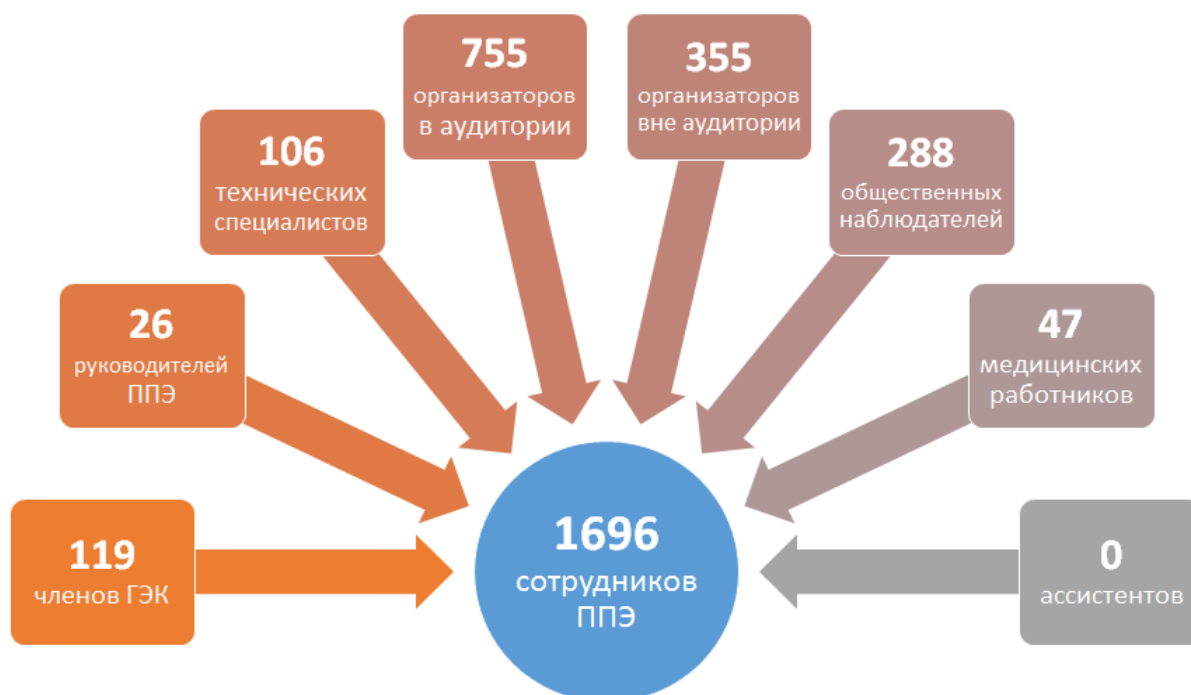 755
организаторов
в аудитории
355
организаторов
вне аудитории
106
технических
специалистов
288
общественных
наблюдателей
26
руководителей
ППЭ
47
медицинских
работников
119
членов ГЭК
1696
сотрудников
ППЭ
0
ассистентов